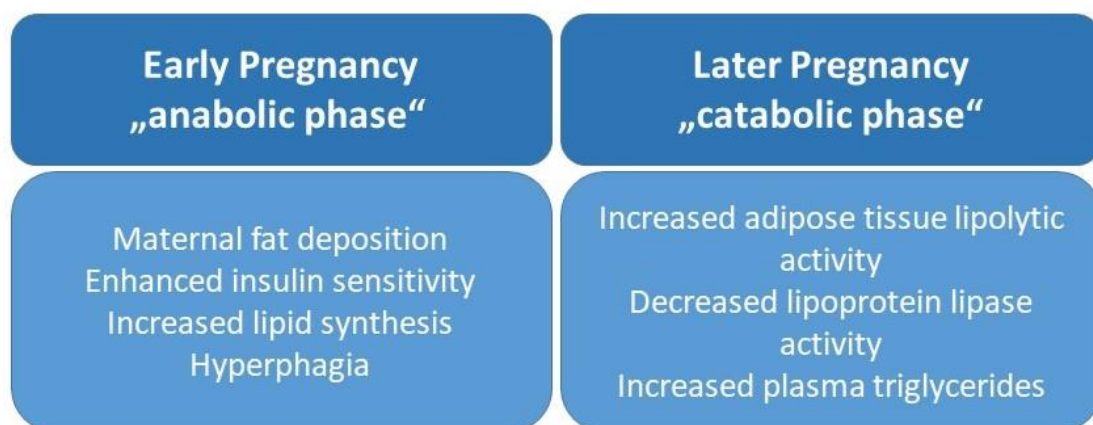 Early Pregnancy
„anabolic phase“
Later Pregnancy
„catabolic phase“
Maternal fat deposition
Enhanced insulin sensitivity
Increased lipid synthesis
Hyperphagia
Increased adipose tissue lipolytic
activity
Decreased lipoprotein lipase
activity
Increased plasma triglycerides